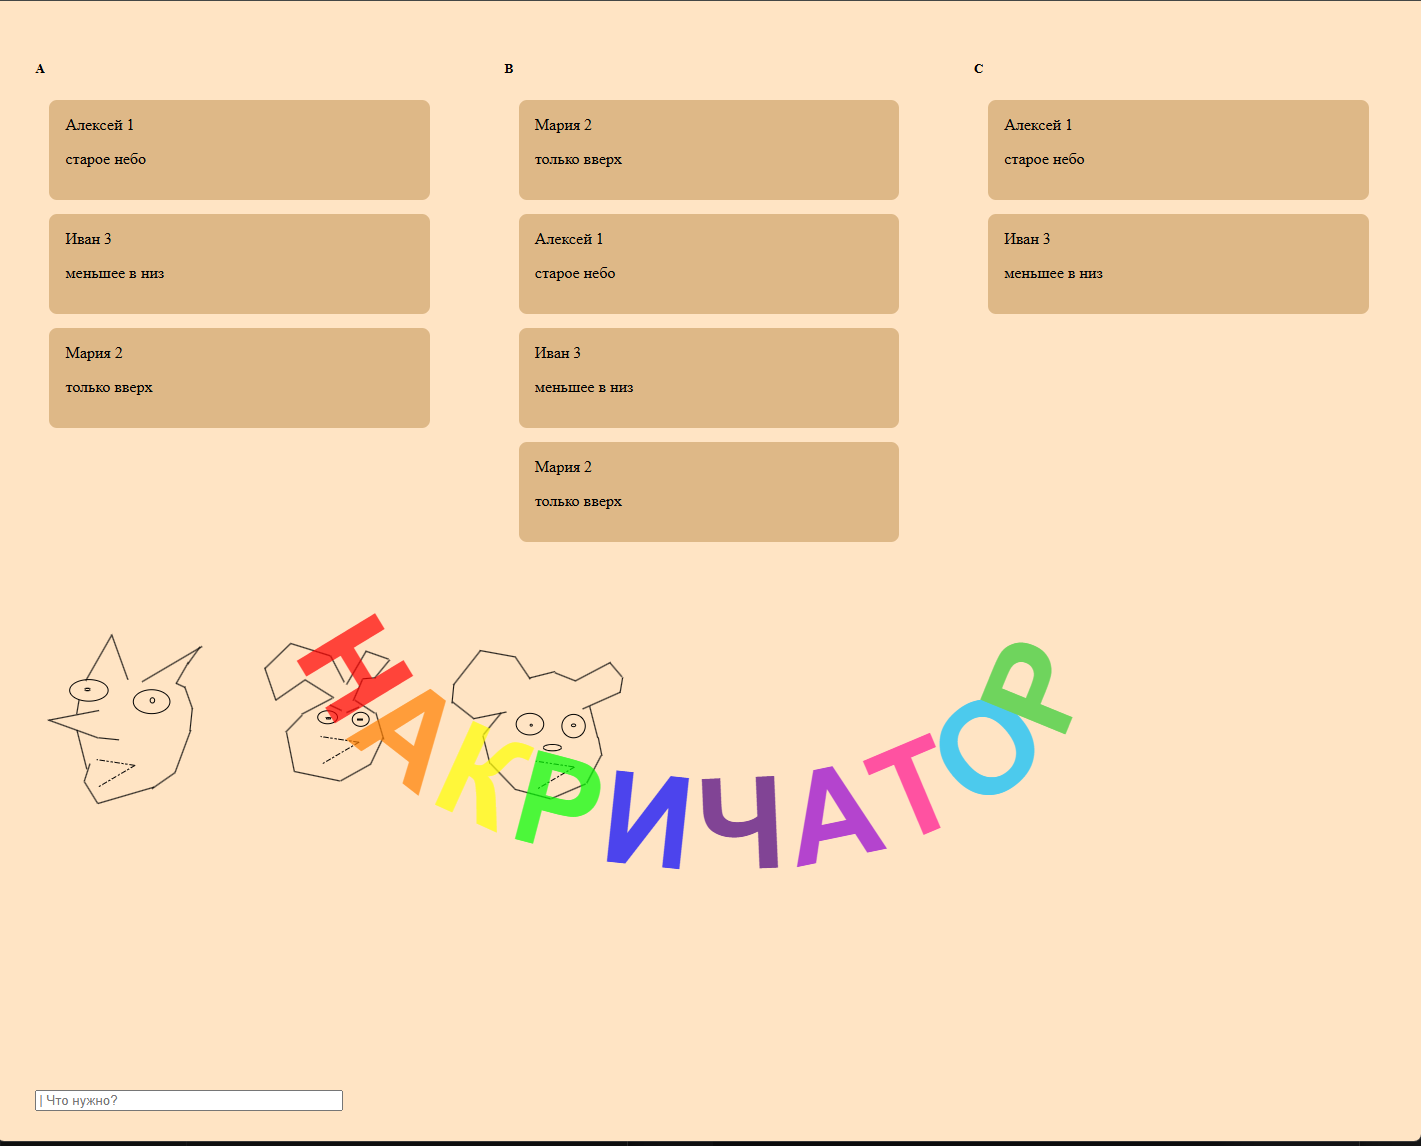 A
Алексей 1
старое небо
Иван 3
меньшее в низ
Мария 2
только вверх
B
Мария 2
только вверх
Алексей 1
старое небо
Иван 3
меньшее в низ
Мария 2
только вверх
C
Алексей 1
старое небо
Иван 3
меньшее в низ
НАКРИЧАТОР
| Что нужно?